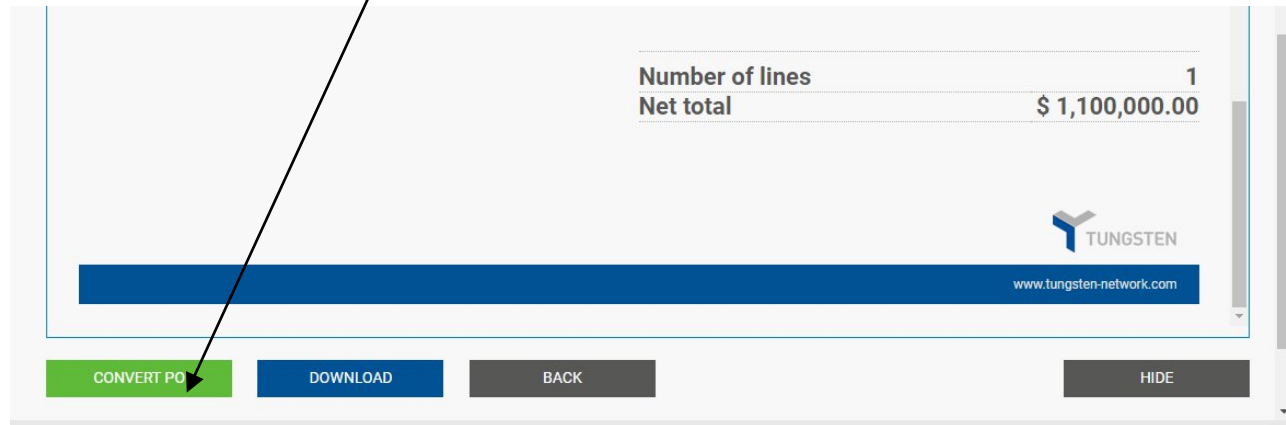 Number of lines 1
Net total $ 1,100,000.00
TUNGSTEN
www.tungsten-network.com
CONVERT PO DOWNLOAD BACK HIDE